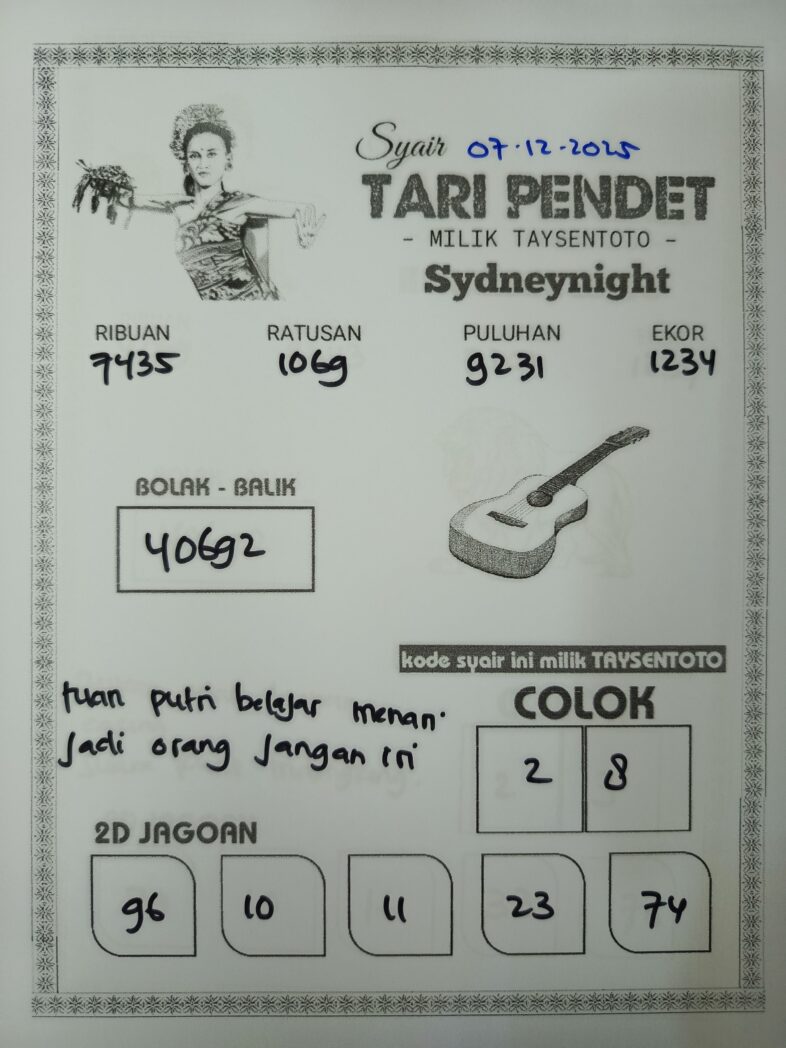 Syair 07-12-2025
TARI PENDET
- MILIK TAYSENTOTO -
Sydneynight
RIBUAN RATUSAN PULUHAN EKOR
7435 1069 9231 1234
BOLAK - BALIK
40692
kode syair ini milik TAYSENTOTO
tuan putri belajar menari
Jadi orang Jangan iri
COLOK
2 8
2D JAGOAN
96 10 11 23 74